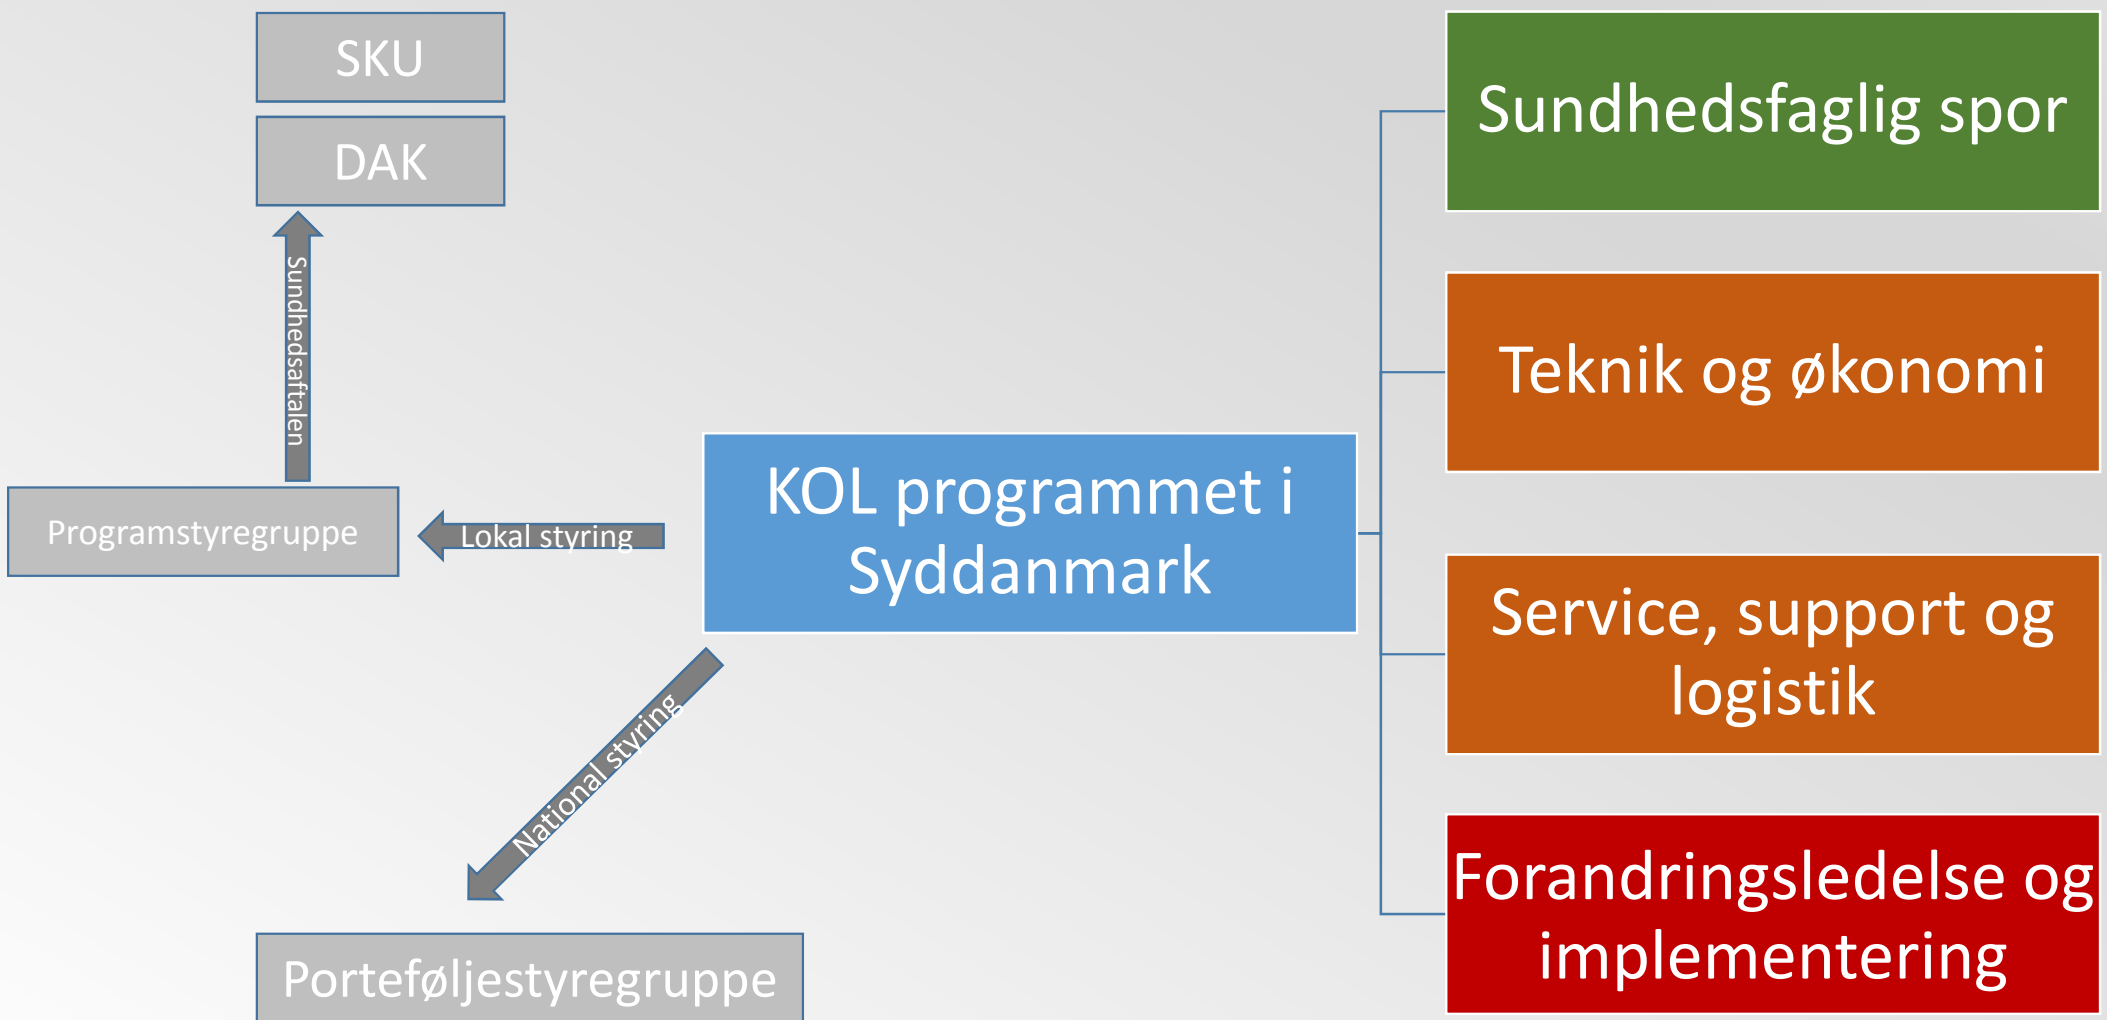 SKU
DAK
Sundhedsaftalen
Programstyregruppe
Lokal styring
KOL programmet i
Syddanmark
National styring
Porteføljestyregruppe
Sundhedsfaglig spor
Teknik og økonomi
Service, support og
logistik
Forandringsledelse og
implementering